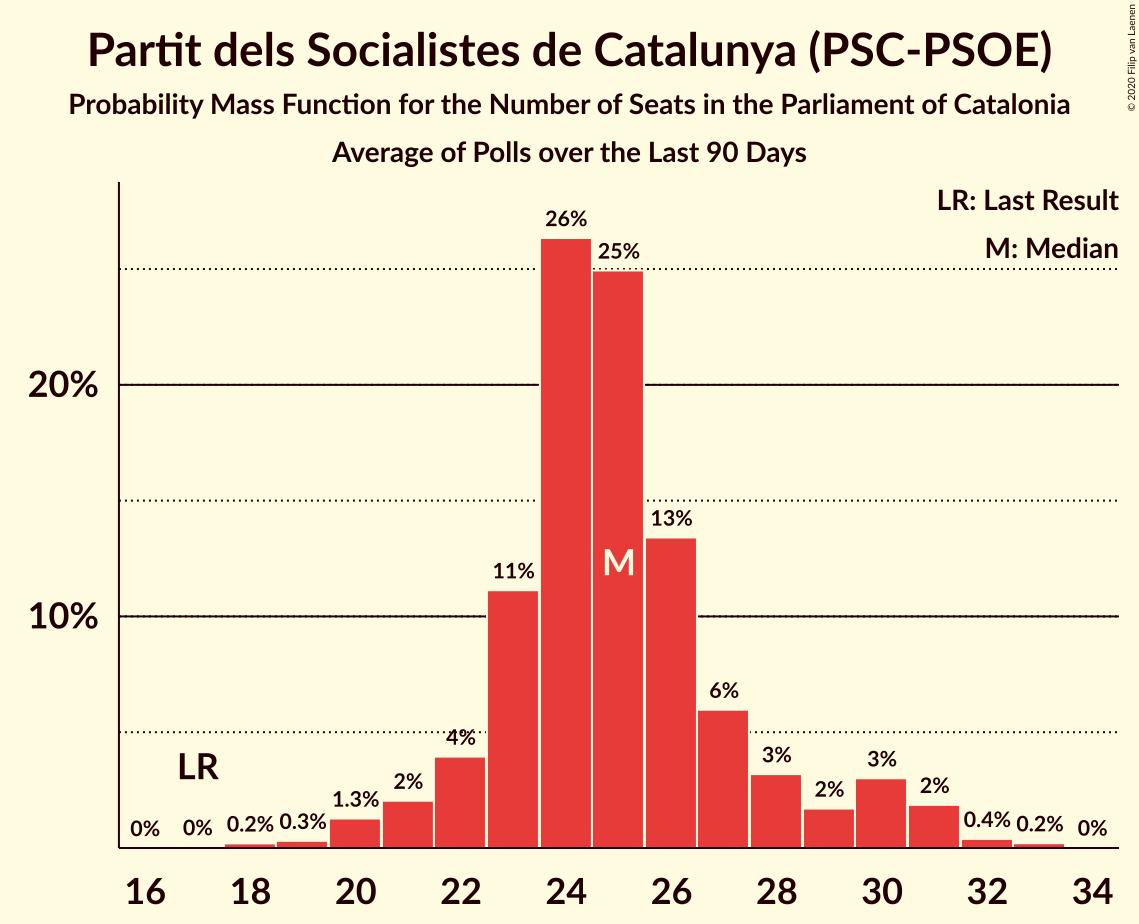 Partit dels Socialistes de Catalunya (PSC-PSOE)
Probability Mass Function for the Number of Seats in the Parliament of Catalonia
Average of Polls over the Last 90 Days
© 2020 Filip van Laenen
LR: Last Result
M: Median
26%
25%
20%
13%
M
11%
10%
6%
4%
LR
3%
3%
2%
2%
2%
1.3%
0%
0%
0.2%
0.3%
0.4%
0.2%
0%
16 18 20 22 24 26 28 30 32 34